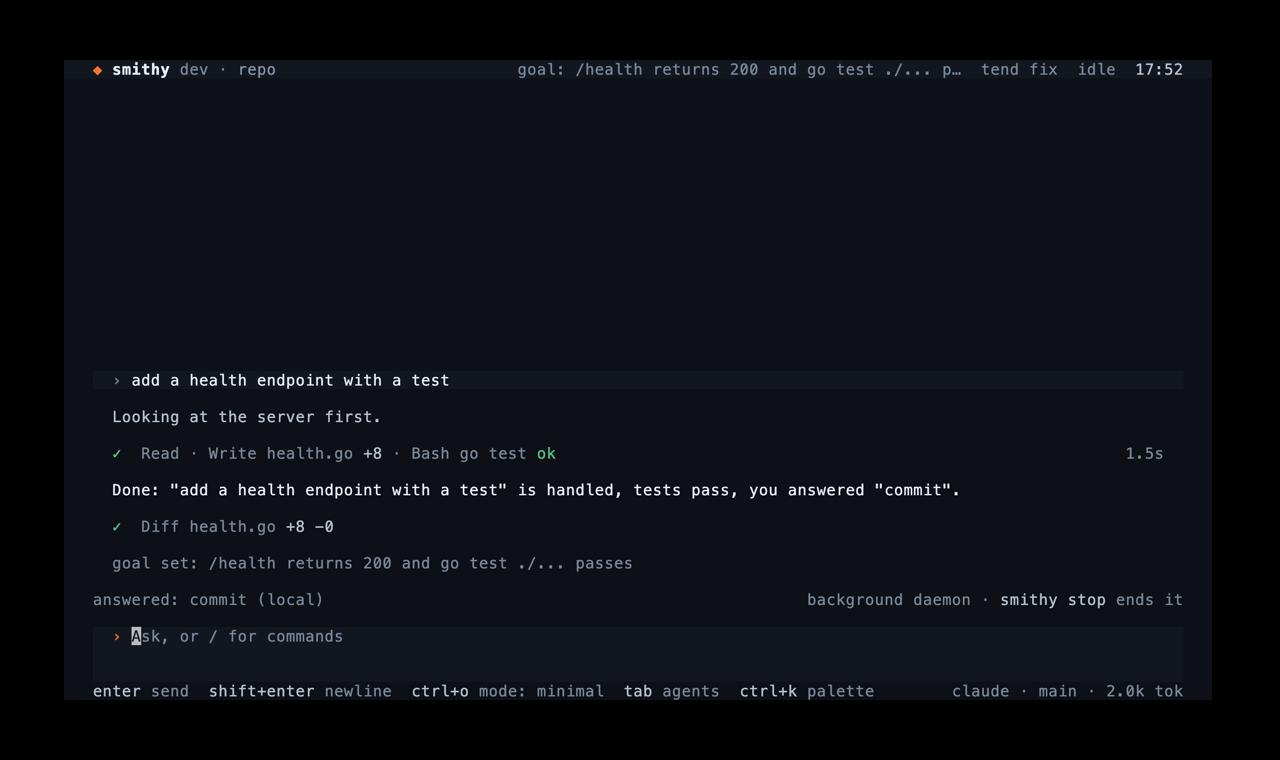 ◆ smithy dev · repo goal: /health returns 200 and go test ./... p… tend fix idle 17:52
› add a health endpoint with a test
Looking at the server first.
✓ Read · Write health.go +8 · Bash go test ok 1.5s
Done: "add a health endpoint with a test" is handled, tests pass, you answered "commit".
✓ Diff health.go +8 −0
goal set: /health returns 200 and go test ./... passes
answered: commit (local) background daemon · smithy stop ends it
› Ask, or / for commands
enter send shift+enter newline ctrl+o mode: minimal tab agents ctrl+k palette claude · main · 2.0k tok